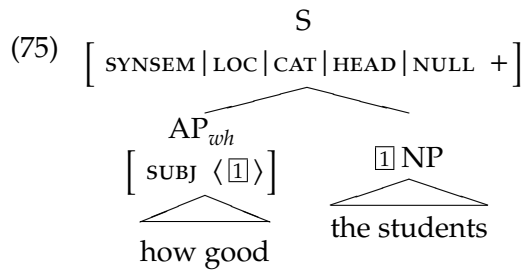 S
(75) [ SYNSEM|LOC|CAT|HEAD|NULL +]
AP_wh
[ SUBJ ⟨ 1 ⟩]
1 NP
how good
the students